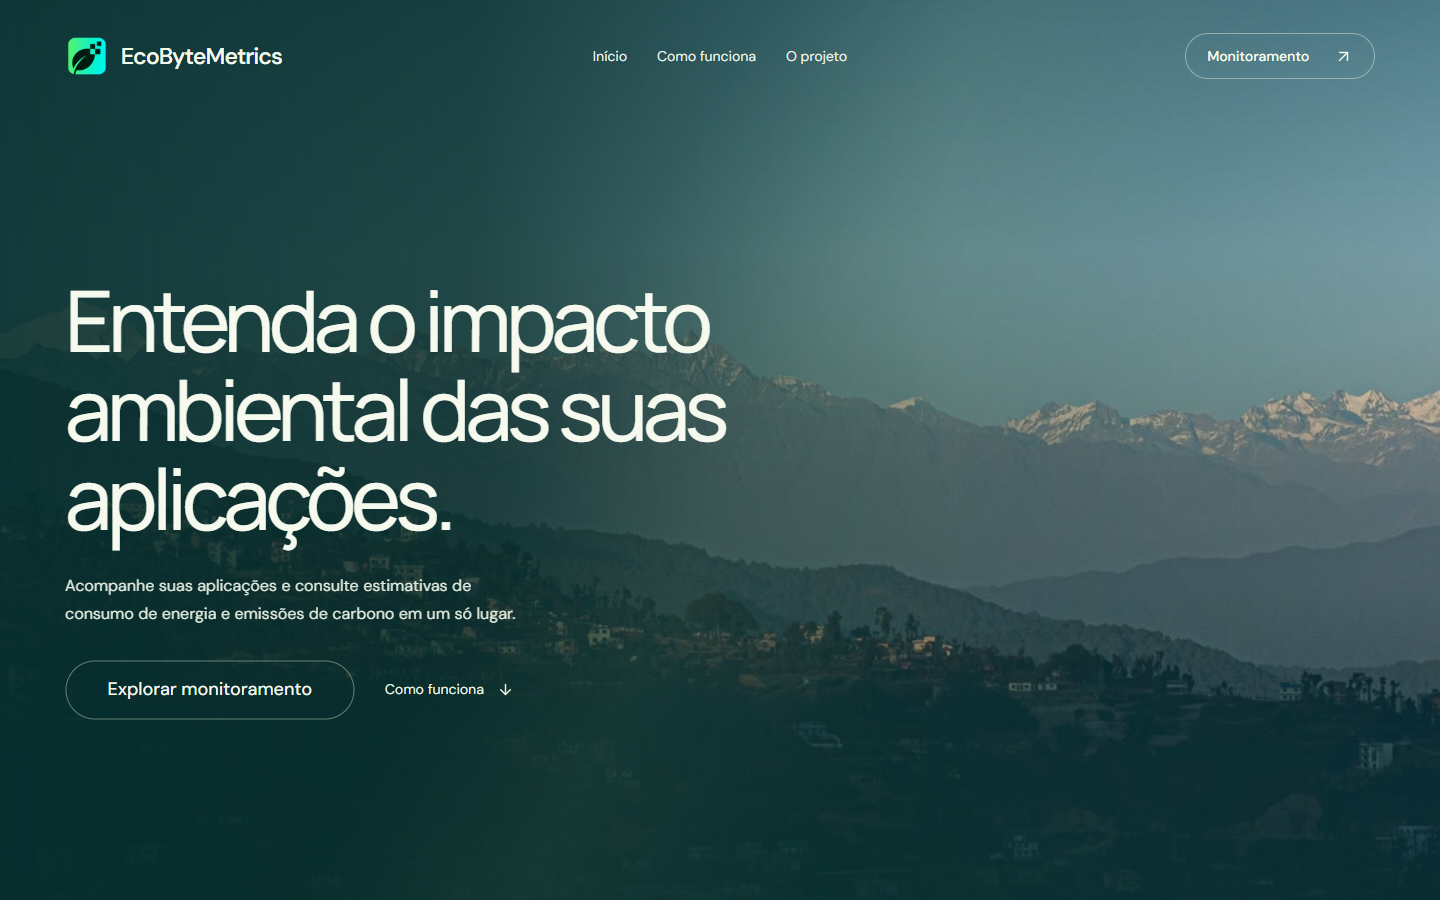 EcoByteMetrics
Início
Como funciona
O projeto
Monitoramento
Entenda o impacto
ambiental das suas
aplicações.
Acompanhe suas aplicações e consulte estimativas de
consumo de energia e emissões de carbono em um só lugar.
Explorar monitoramento
Como funciona